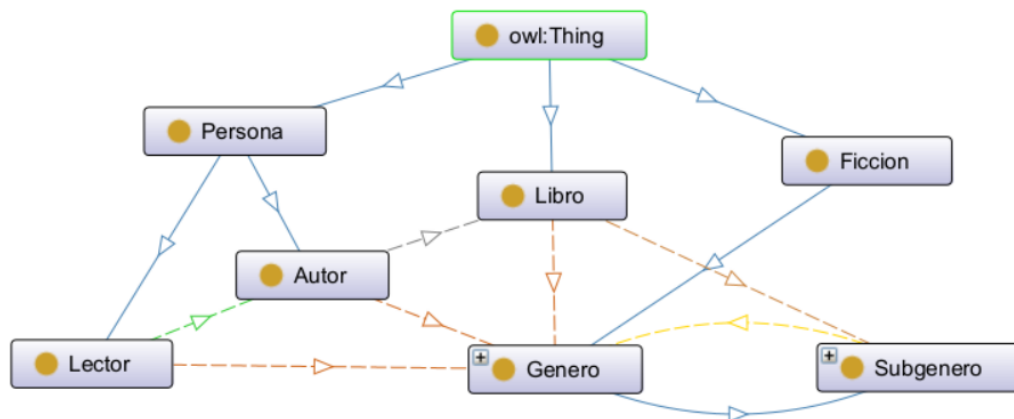 owl:Thing
Persona
Ficcion
Libro
Autor
Lector
Genero
Subgenero